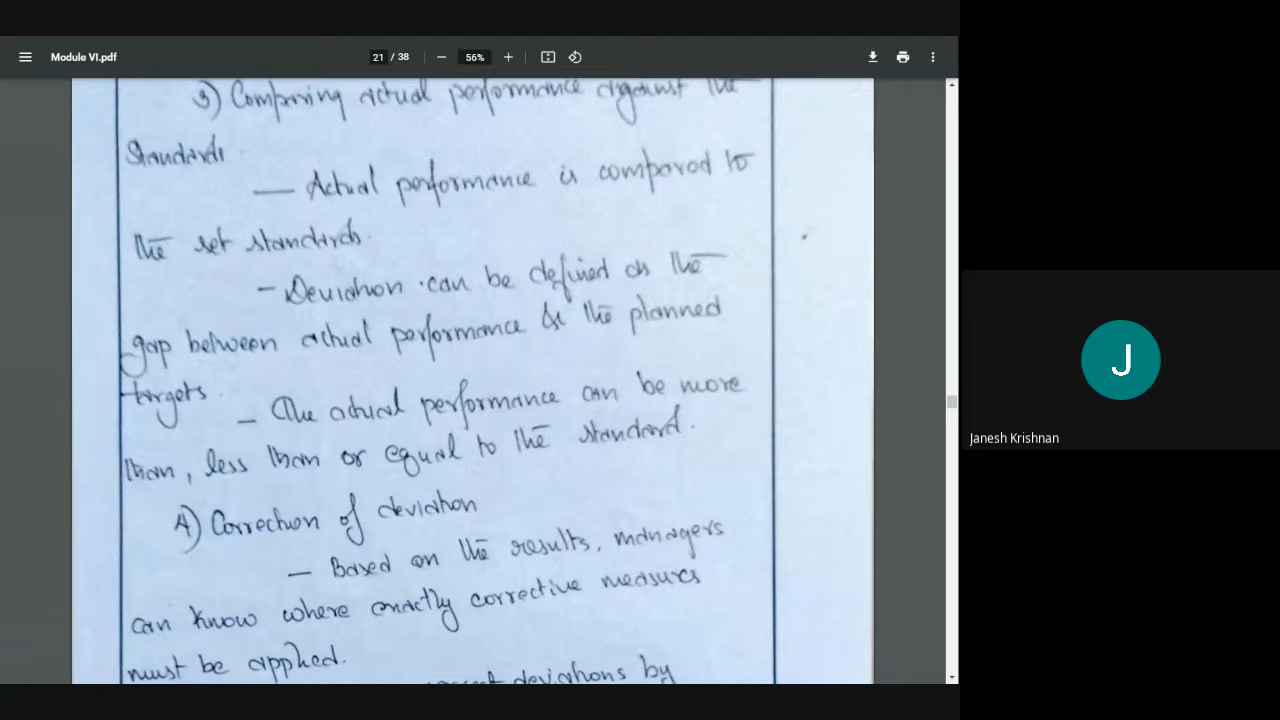 Module VI.pdf
21 / 38
56%
3) Comparing actual performance against the
standards
— Actual performance is compared to
the set standards.
– Deviation can be defined as the
gap between actual performance & the planned
targets.
– The actual performance can be more
than, less than or equal to the standard.
4) Correction of deviation
— Based on the results, managers
can know where exactly corrective measures
must be applied.
deviations by
J
Janesh Krishnan